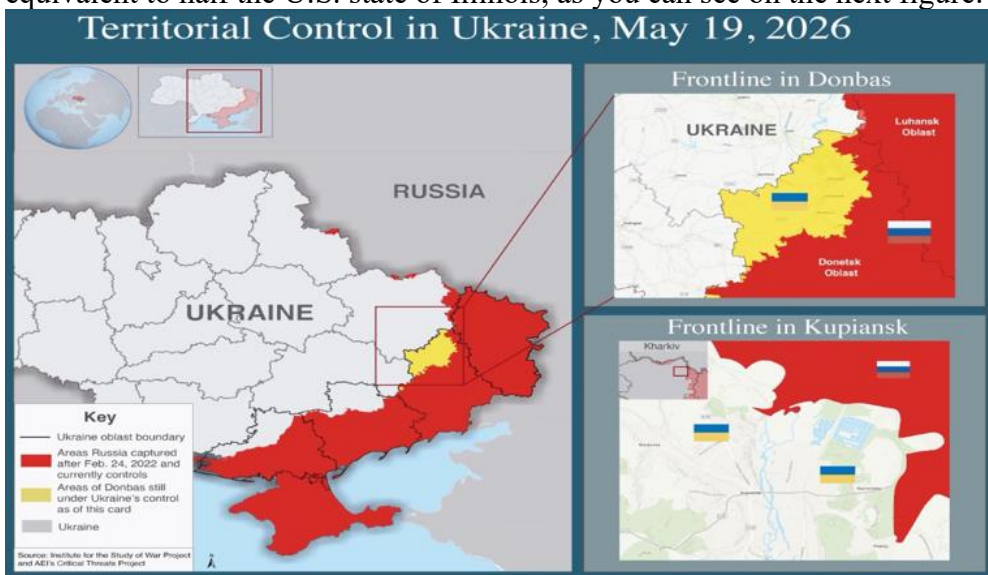 equivalent to half the U.S. state of Illinois, as you can see on the next figure.
Territorial Control in Ukraine, May 19, 2026
RUSSIA
UKRAINE
Key
Ukraine oblast boundary
Areas Russia captured
after Feb. 24, 2022 and
currently controls
Areas of Donbas still
under Ukraine's control
as of this card
Ukraine
Source: Institute for the Study of War Project
and AEI's Critical Threats Project
Frontline in Donbas
UKRAINE
Luhansk
Oblast
Donetsk
Oblast
Frontline in Kupiansk
Kharkiv